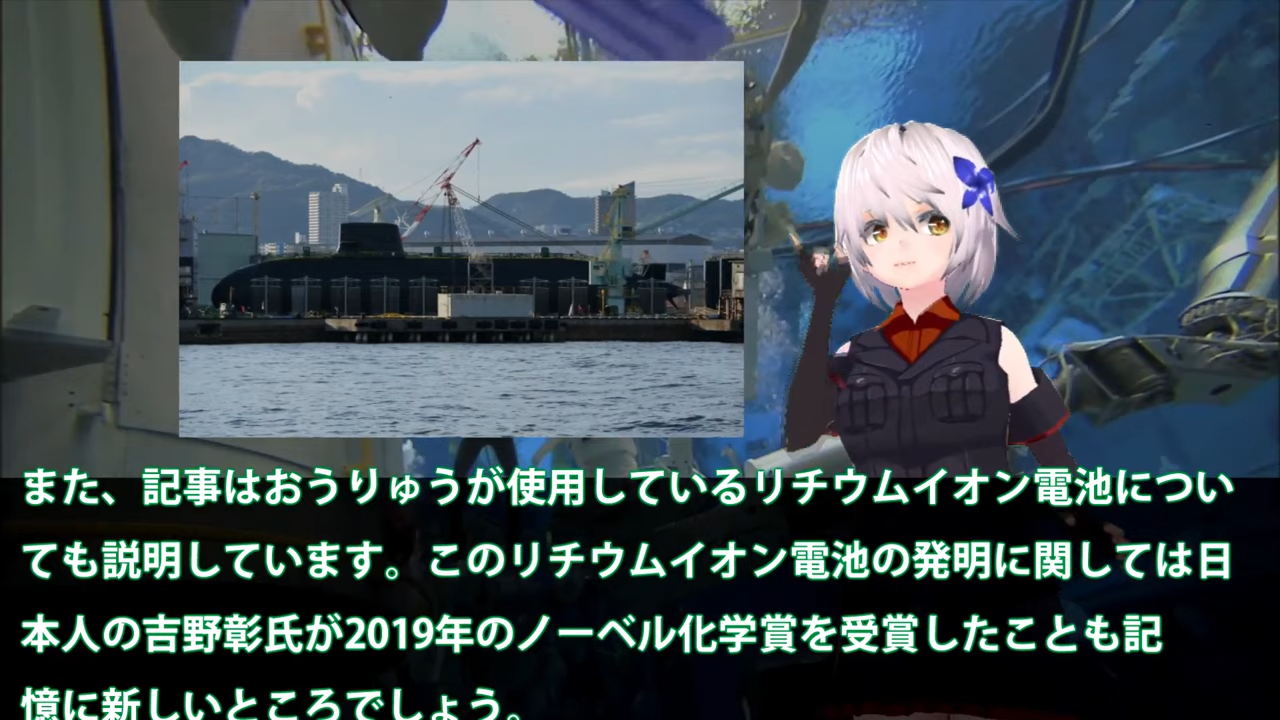 また、記事はおうりゅうが使用しているリチウムイオン電池につい
ても説明しています。このリチウムイオン電池の発明に関しては日
本人の吉野彰氏が2019年のノーベル化学賞を受賞したことも記
憶に新しいところでしょう。